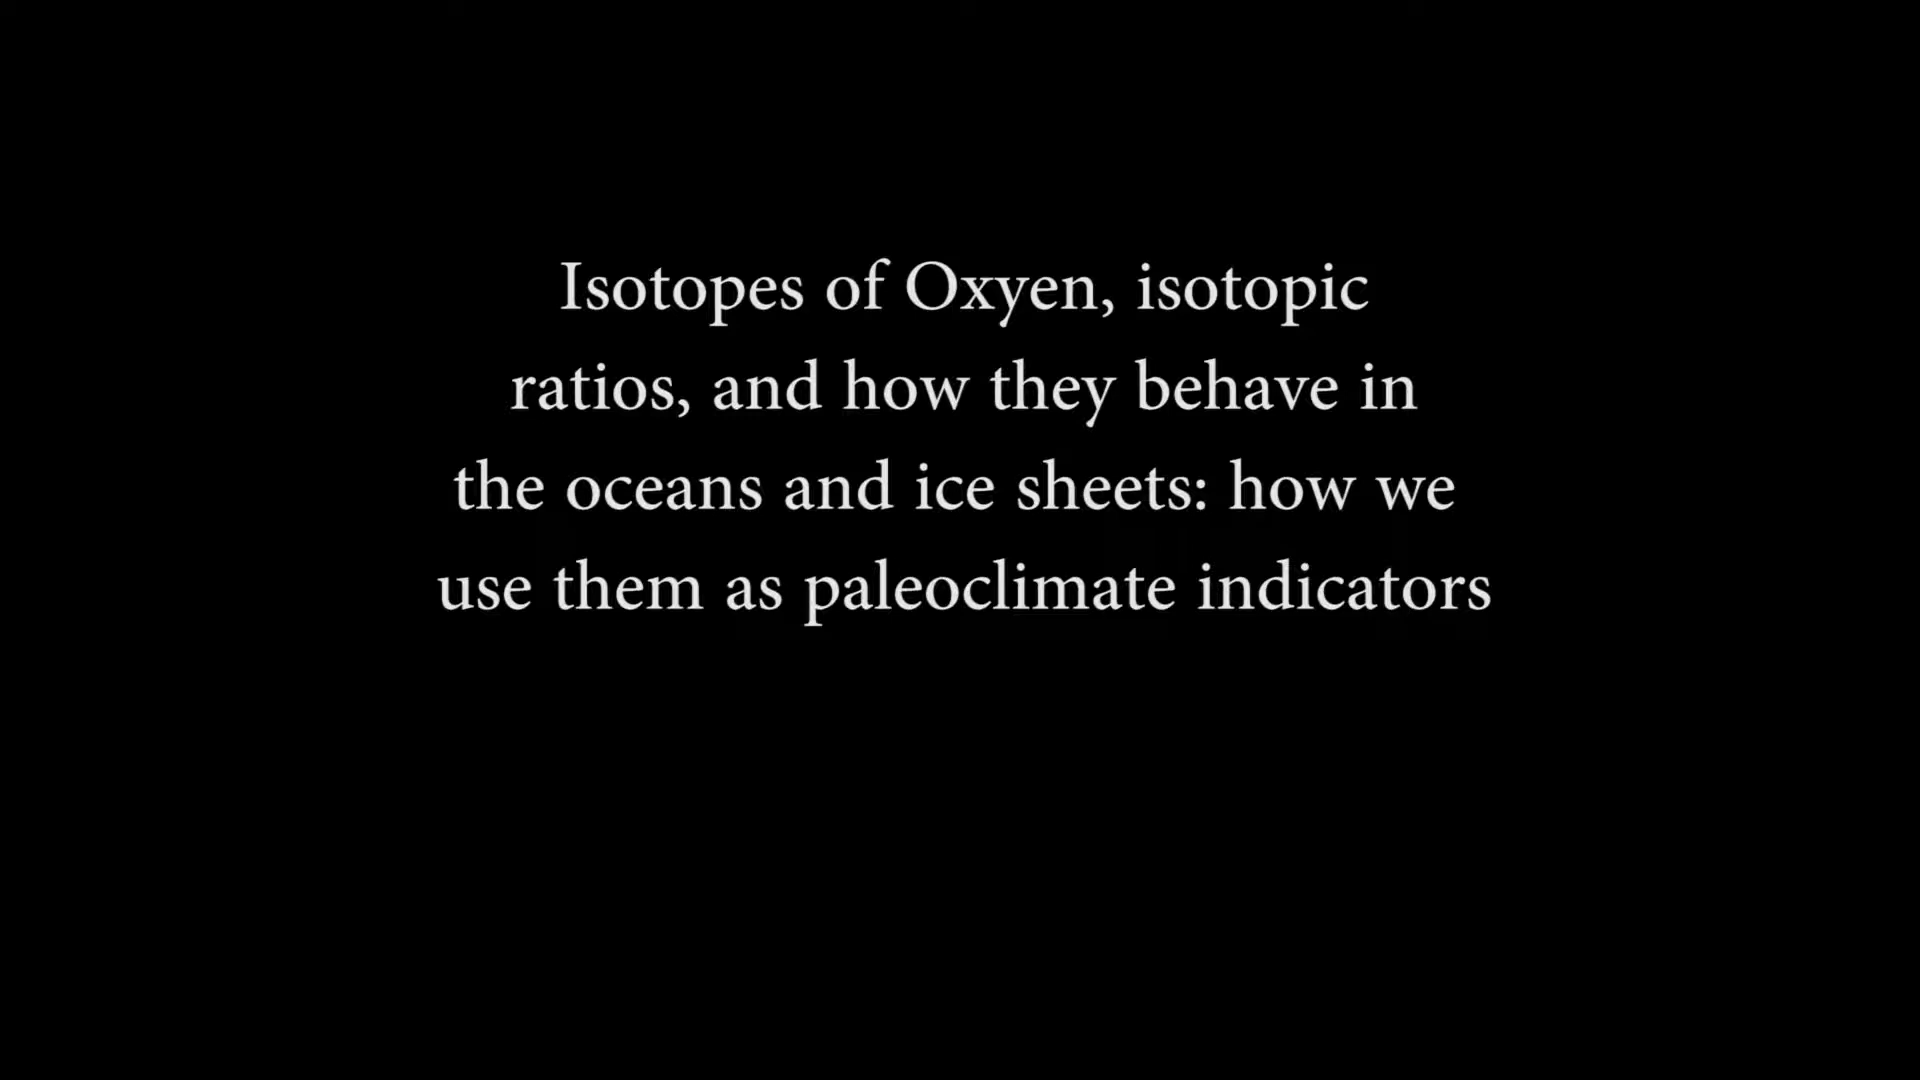 Isotopes of Oxyen, isotopic
ratios, and how they behave in
the oceans and ice sheets: how we
use them as paleoclimate indicators